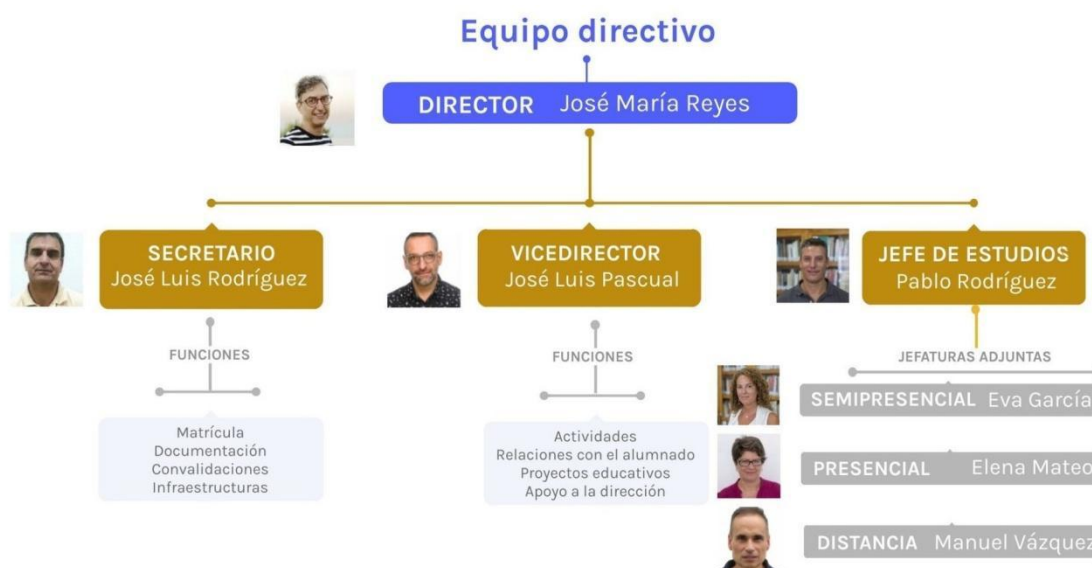 Equipo directivo
DIRECTOR José María Reyes
SECRETARIO
José Luis Rodríguez
VICEDIRECTOR
José Luis Pascual
JEFE DE ESTUDIOS
Pablo Rodríguez
FUNCIONES
Matrícula
Documentación
Convalidaciones
Infraestructuras
FUNCIONES
Actividades
Relaciones con el alumnado
Proyectos educativos
Apoyo a la dirección
JEFATURAS ADJUNTAS
SEMIPRESENCIAL Eva García
PRESENCIAL Elena Mateo
DISTANCIA Manuel Vázquez